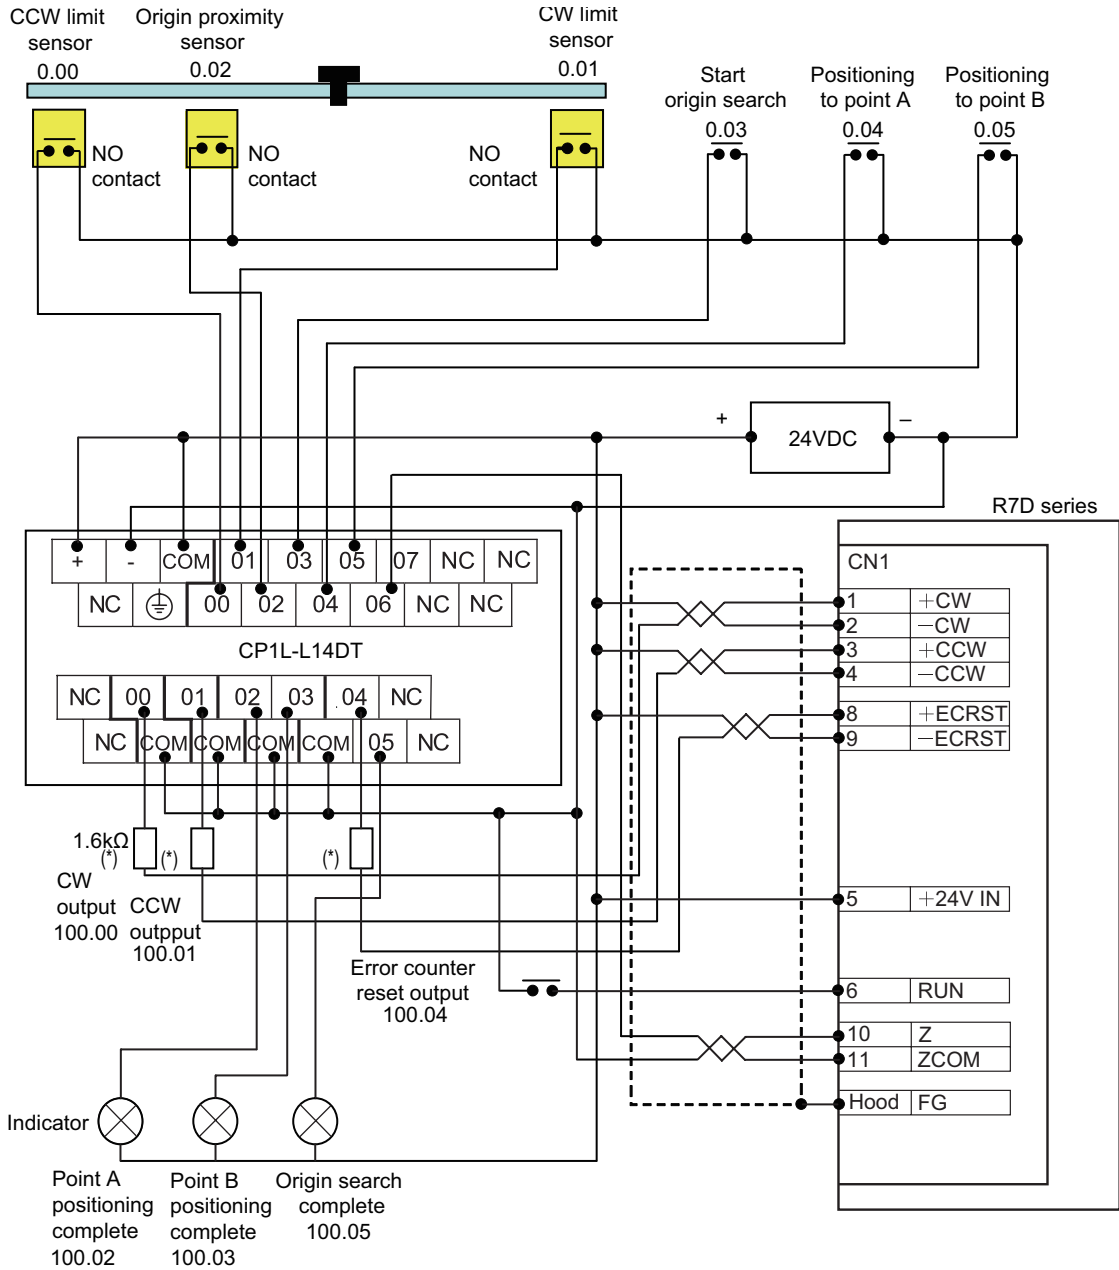 CCW limit
sensor
0.00
Origin proximity
sensor
0.02
CW limit
sensor
0.01
Start
origin search
0.03
Positioning
to point A
0.04
Positioning
to point B
0.05
NO
contact
NO
contact
NO
contact
+
24VDC
–
R7D series
+
-
COM
01
03
05
07
NC
NC
NC
00
02
04
06
NC
NC
CP1L-L14DT
NC
00
01
02
03
04
NC
NC
COM
COM
COM
COM
05
NC
CN1
1 +CW
2 −CW
3 +CCW
4 −CCW
8 +ECRST
9 −ECRST
5 +24V IN
6 RUN
10 Z
11 ZCOM
Hood FG
1.6kΩ
(*)
(*)
(*)
CW
output
100.00
CCW
outpput
100.01
Error counter
reset output
100.04
Indicator
Point A
positioning
complete
100.02
Point B
positioning
complete
100.03
Origin search
complete
100.05